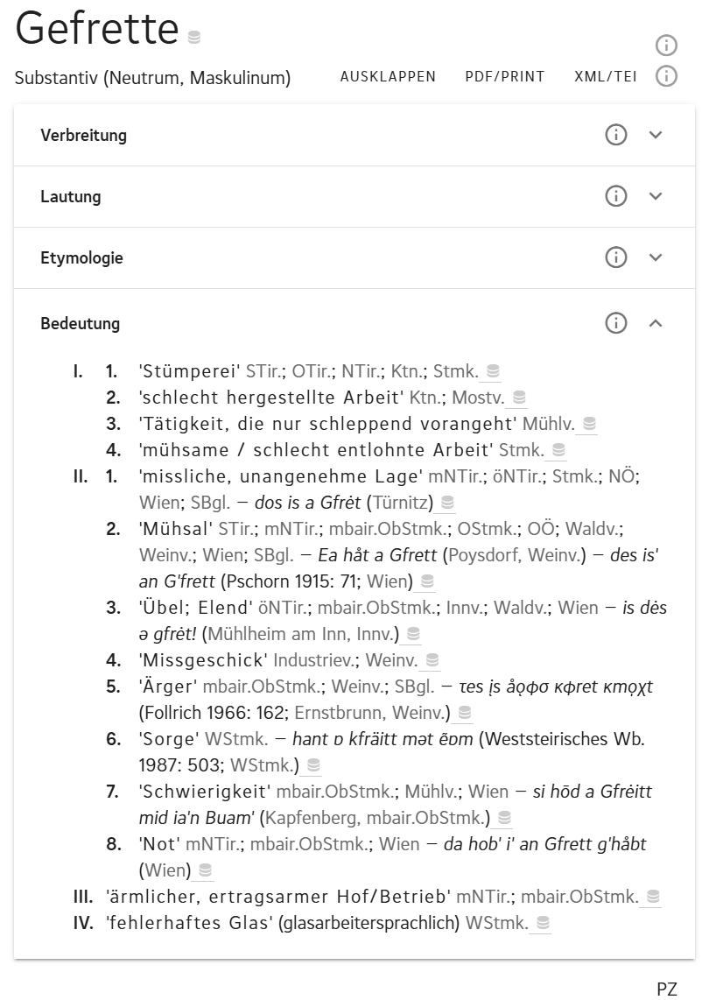 Gefrette
Substantiv (Neutrum, Maskulinum) AUSKLAPPEN PDF/PRINT XML/TEI
Verbreitung
Lautung
Etymologie
Bedeutung
I. 1. 'Stümperei' STir.; OTir.; NTir.; Ktn.; Stmk.
2. 'schlecht hergestellte Arbeit' Ktn.; Mostv.
3. 'Tätigkeit, die nur schleppend vorangeht' Mühlv.
4. 'mühsame / schlecht entlohnte Arbeit' Stmk.
II. 1. 'missliche, unangenehme Lage' mNTir.; öNTir.; Stmk.; NÖ;
Wien; SBgl. – dos is a Gfrėt (Türnitz)
2. 'Mühsal' STir.; mNTir.; mbair.ObStmk.; OStmk.; OÖ; Waldv.;
Weinv.; Wien; SBgl. – Ea håt a Gfrett (Poysdorf, Weinv.) – des is'
an G'frett (Pschorn 1915: 71; Wien)
3. 'Übel; Elend' öNTir.; mbair.ObStmk.; Innv.; Waldv.; Wien – is dės
ə gfrėt! (Mühlheim am Inn, Innv.)
4. 'Missgeschick' Industriev.; Weinv.
5. 'Ärger' mbair.ObStmk.; Weinv.; SBgl. – τes i̜s åo̜φσ κφret κmo̜χt
(Follrich 1966: 162; Ernstbrunn, Weinv.)
6. 'Sorge' WStmk. – hant ɒ kfräitt mət ẽɒm (Weststeirisches Wb.
1987: 503; WStmk.)
7. 'Schwierigkeit' mbair.ObStmk.; Mühlv.; Wien – si hōd a Gfrėitt
mid ia'n Buam' (Kapfenberg, mbair.ObStmk.)
8. 'Not' mNTir.; mbair.ObStmk.; Wien – da hob' i' an Gfrett g'håbt
(Wien)
III. 'ärmlicher, ertragsarmer Hof/Betrieb' mNTir.; mbair.ObStmk.
IV. 'fehlerhaftes Glas' (glasarbeitersprachlich) WStmk.
PZ